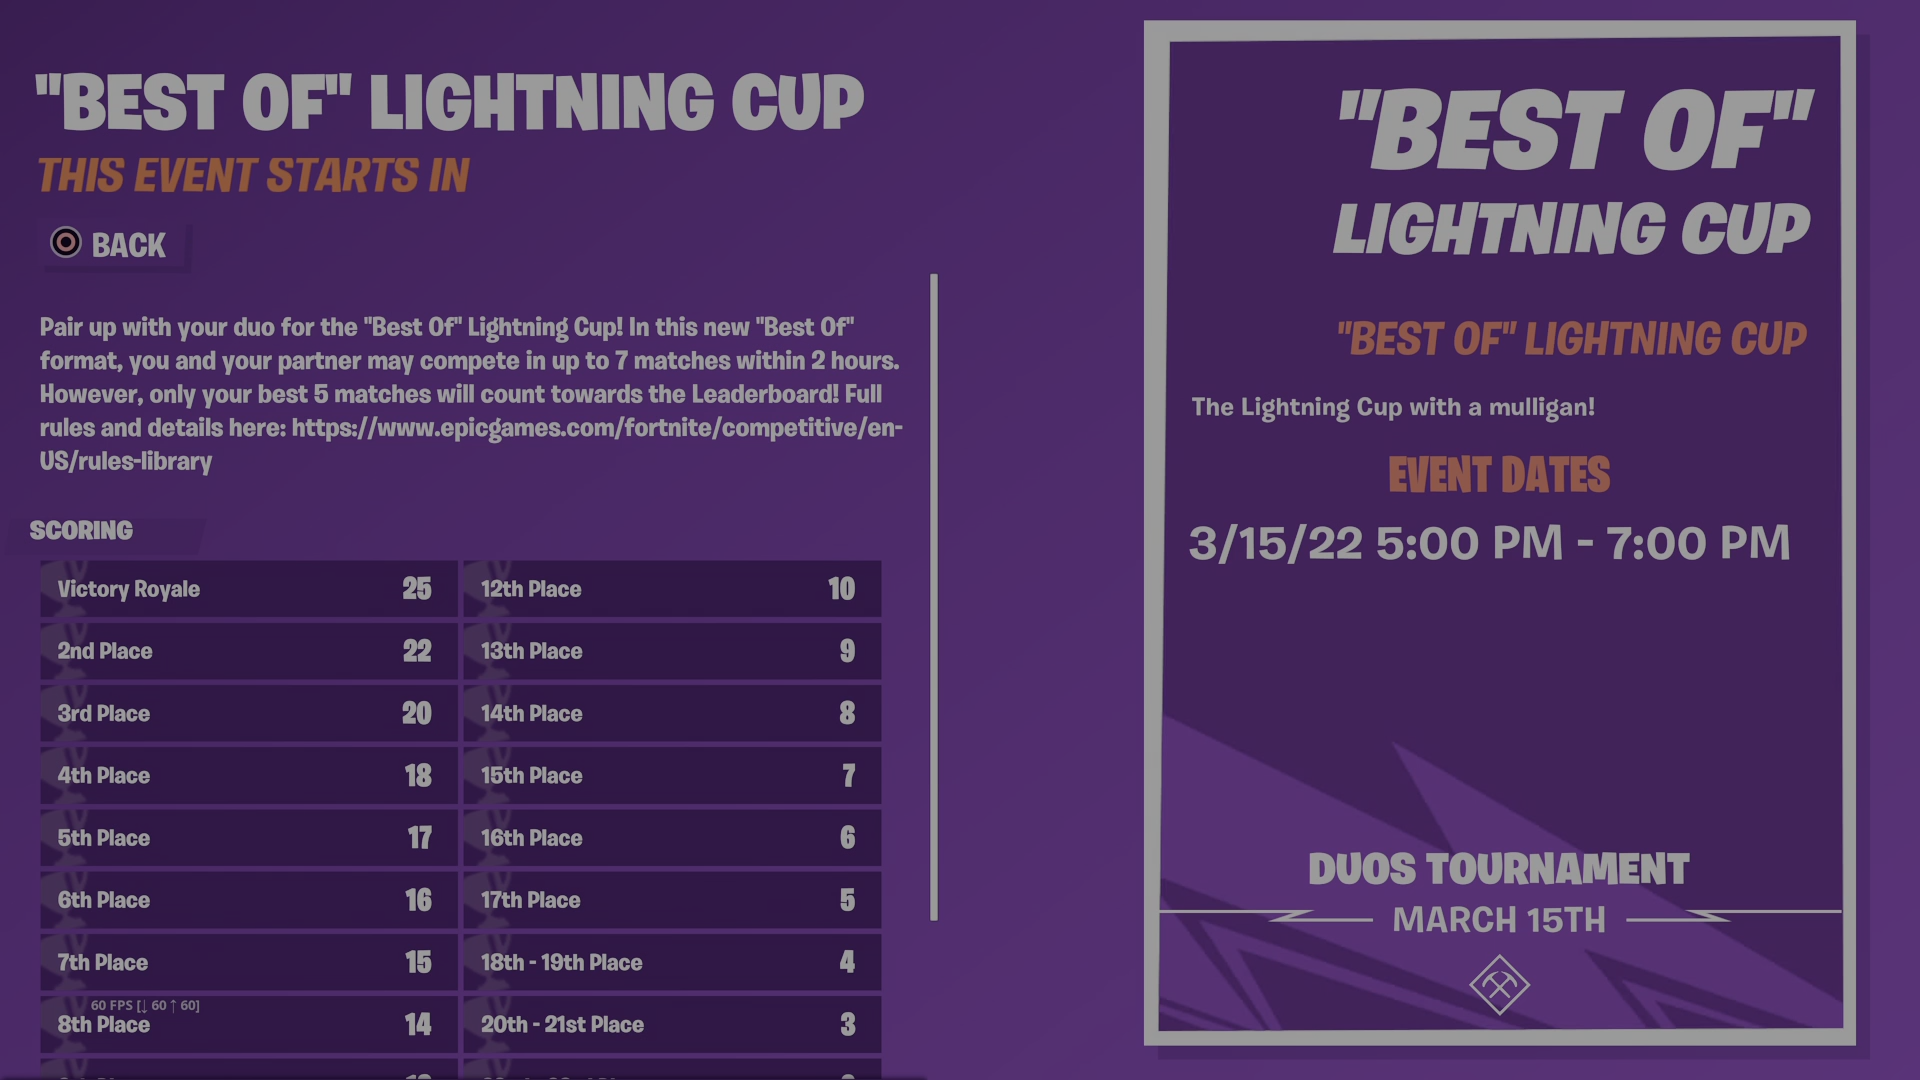 "BEST OF" LIGHTNING CUP
THIS EVENT STARTS IN
BACK
Pair up with your duo for the "Best Of" Lightning Cup! In this new "Best Of"
format, you and your partner may compete in up to 7 matches within 2 hours.
However, only your best 5 matches will count towards the Leaderboard! Full
rules and details here: https://www.epicgames.com/fortnite/competitive/en-
US/rules-library
SCORING
Victory Royale 25
2nd Place 22
3rd Place 20
4th Place 18
5th Place 17
6th Place 16
7th Place 15
60 FPS [↓ 60 ↑ 60]
8th Place 14
12th Place 10
13th Place 9
14th Place 8
15th Place 7
16th Place 6
17th Place 5
18th - 19th Place 4
20th - 21st Place 3
"BEST OF"
LIGHTNING CUP
"BEST OF" LIGHTNING CUP
The Lightning Cup with a mulligan!
EVENT DATES
3/15/22 5:00 PM - 7:00 PM
DUOS TOURNAMENT
MARCH 15TH